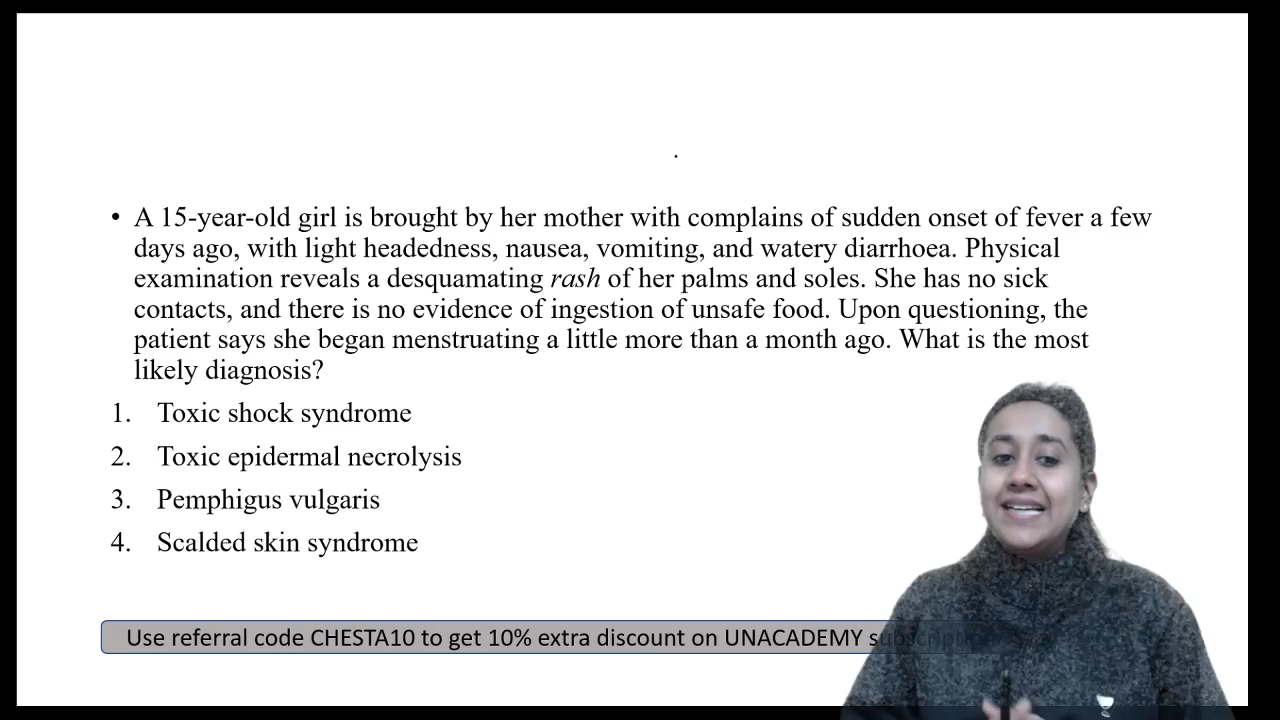 • A 15-year-old girl is brought by her mother with complains of sudden onset of fever a few
days ago, with light headedness, nausea, vomiting, and watery diarrhoea. Physical
examination reveals a desquamating rash of her palms and soles. She has no sick
contacts, and there is no evidence of ingestion of unsafe food. Upon questioning, the
patient says she began menstruating a little more than a month ago. What is the most
likely diagnosis?
1. Toxic shock syndrome
2. Toxic epidermal necrolysis
3. Pemphigus vulgaris
4. Scalded skin syndrome
Use referral code CHESTA10 to get 10% extra discount on UNACADEMY